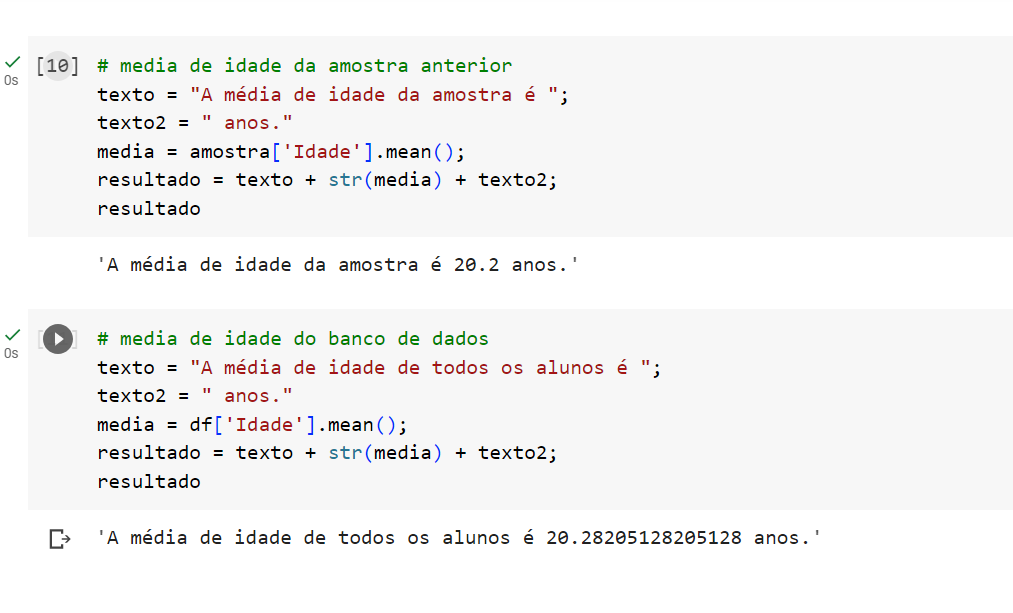 [10] # media de idade da amostra anterior
0s texto = "A média de idade da amostra é ";
texto2 = " anos."
media = amostra['Idade'].mean();
resultado = texto + str(media) + texto2;
resultado
'A média de idade da amostra é 20.2 anos.'
# media de idade do banco de dados
0s texto = "A média de idade de todos os alunos é ";
texto2 = " anos."
media = df['Idade'].mean();
resultado = texto + str(media) + texto2;
resultado
'A média de idade de todos os alunos é 20.28205128205128 anos.'